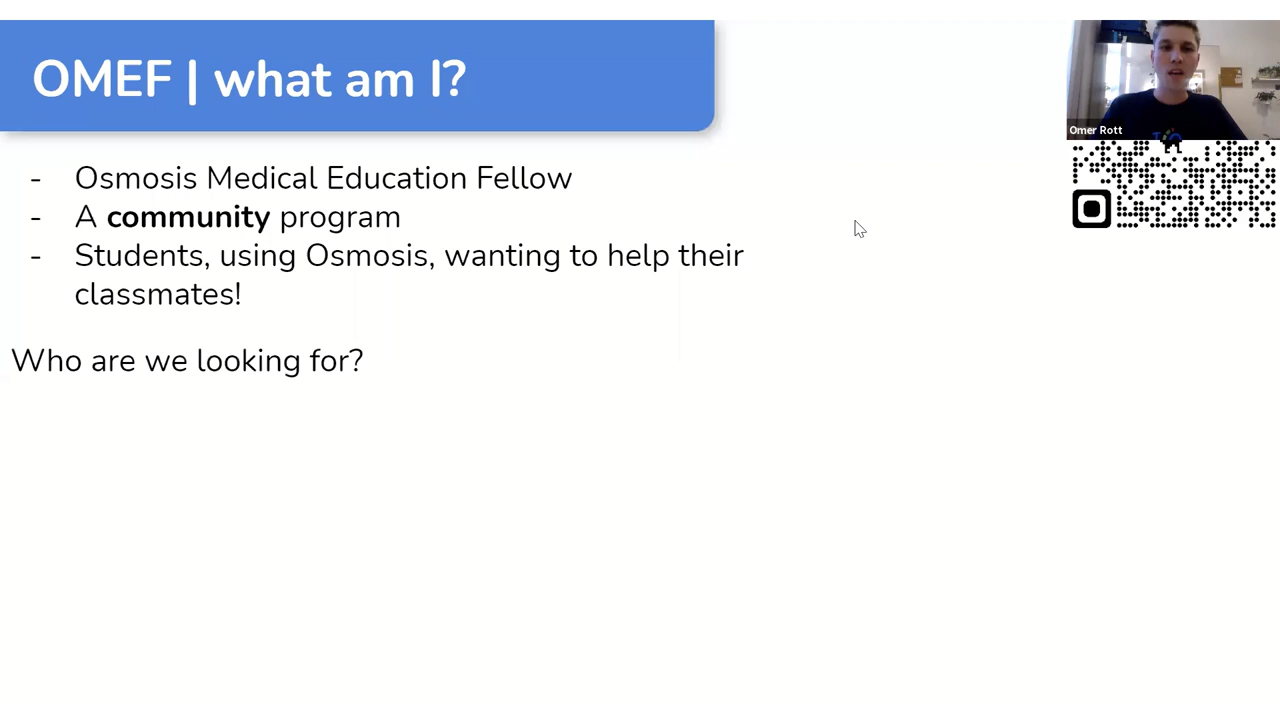 OMEF | what am I?
Omer Rott
- Osmosis Medical Education Fellow
- A community program
- Students, using Osmosis, wanting to help their
classmates!
Who are we looking for?